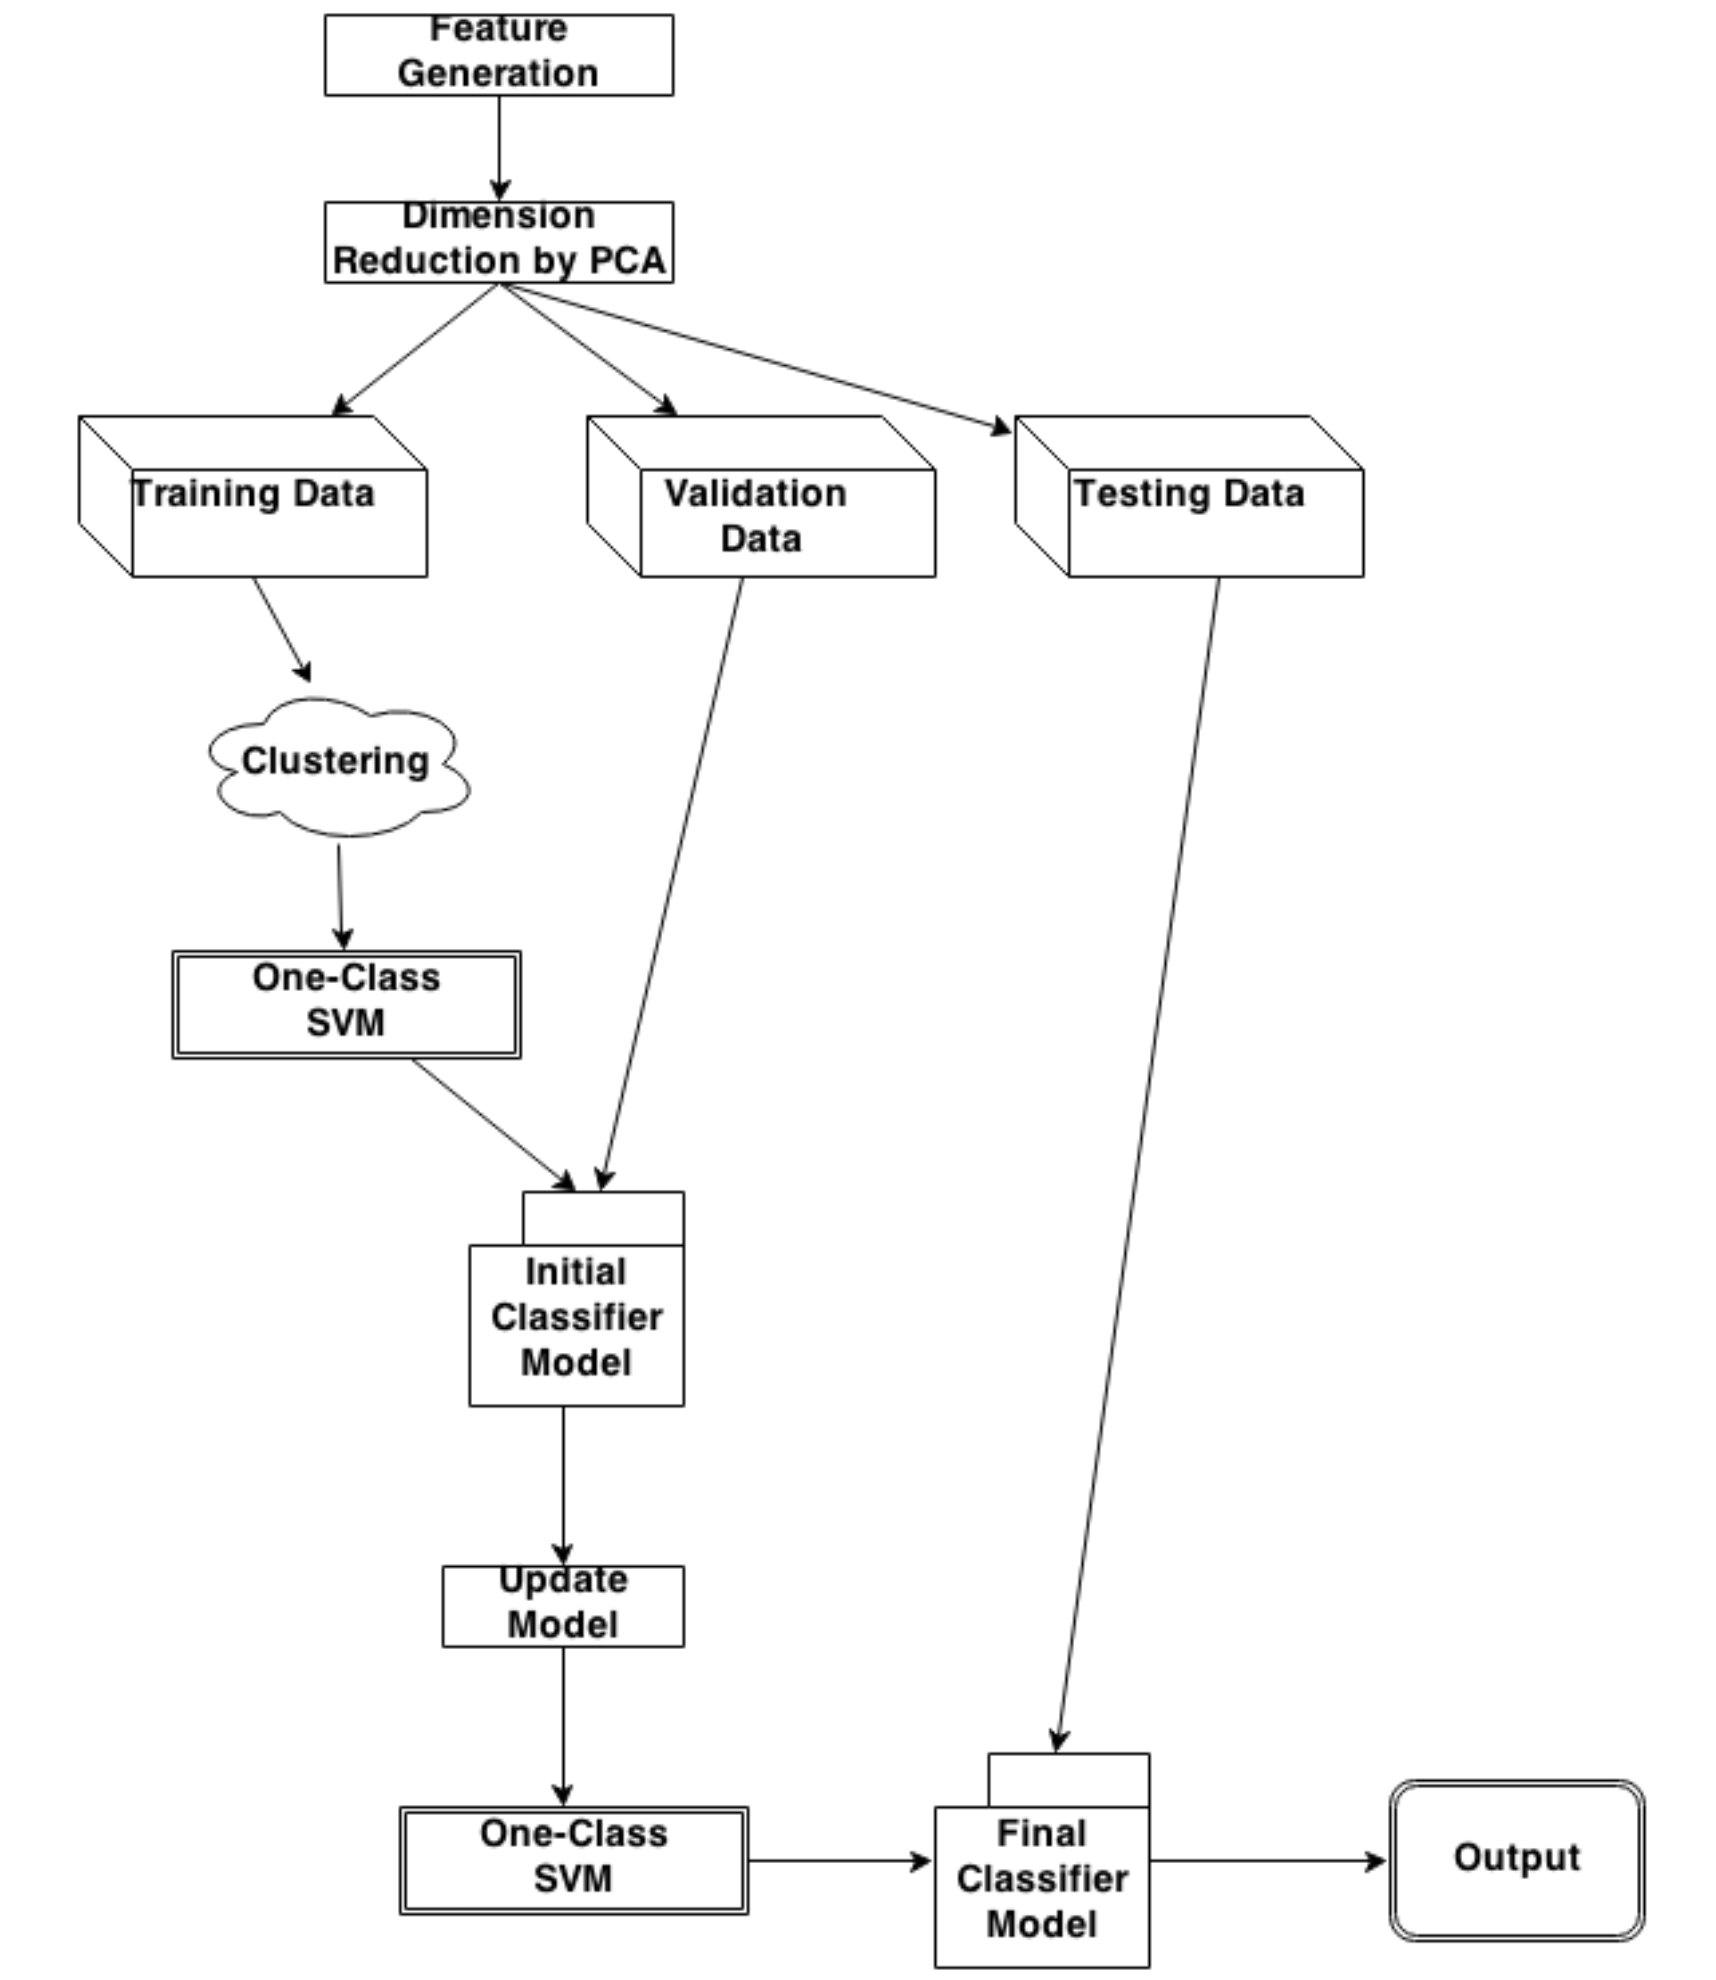 Feature
Generation
Dimension
Reduction by PCA
Training Data
Validation
Data
Testing Data
Clustering
One-Class
SVM
Initial
Classifier
Model
Update
Model
One-Class
SVM
Final
Classifier
Model
Output